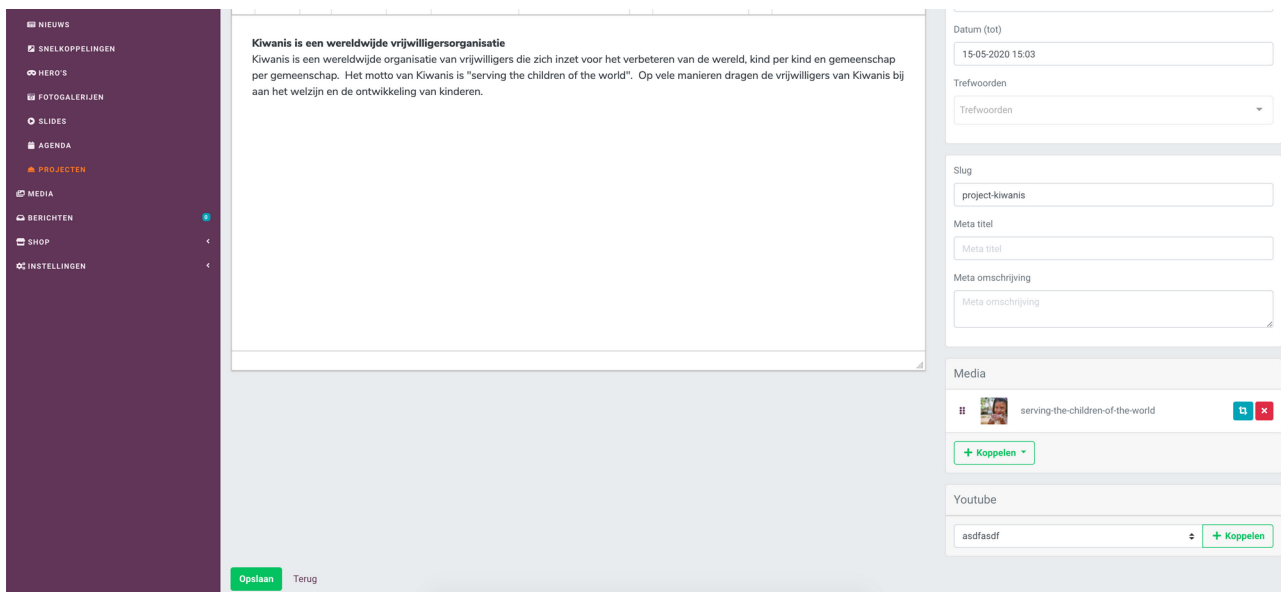 NIEUWS
SNELKOPPELINGEN
HERO'S
FOTOGALERIJEN
SLIDES
AGENDA
PROJECTEN
MEDIA
BERICHTEN 0
SHOP
INSTELLINGEN
Kiwanis is een wereldwijde vrijwilligersorganisatie
Kiwanis is een wereldwijde organisatie van vrijwilligers die zich inzet voor het verbeteren van de wereld, kind per kind en gemeenschap
per gemeenschap. Het motto van Kiwanis is "serving the children of the world". Op vele manieren dragen de vrijwilligers van Kiwanis bij
aan het welzijn en de ontwikkeling van kinderen.
Opslaan Terug
Datum (tot)
15-05-2020 15:03
Trefwoorden
Trefwoorden
Slug
project-kiwanis
Meta titel
Meta titel
Meta omschrijving
Meta omschrijving
Media
serving-the-children-of-the-world
+ Koppelen
Youtube
asdfasdf + Koppelen